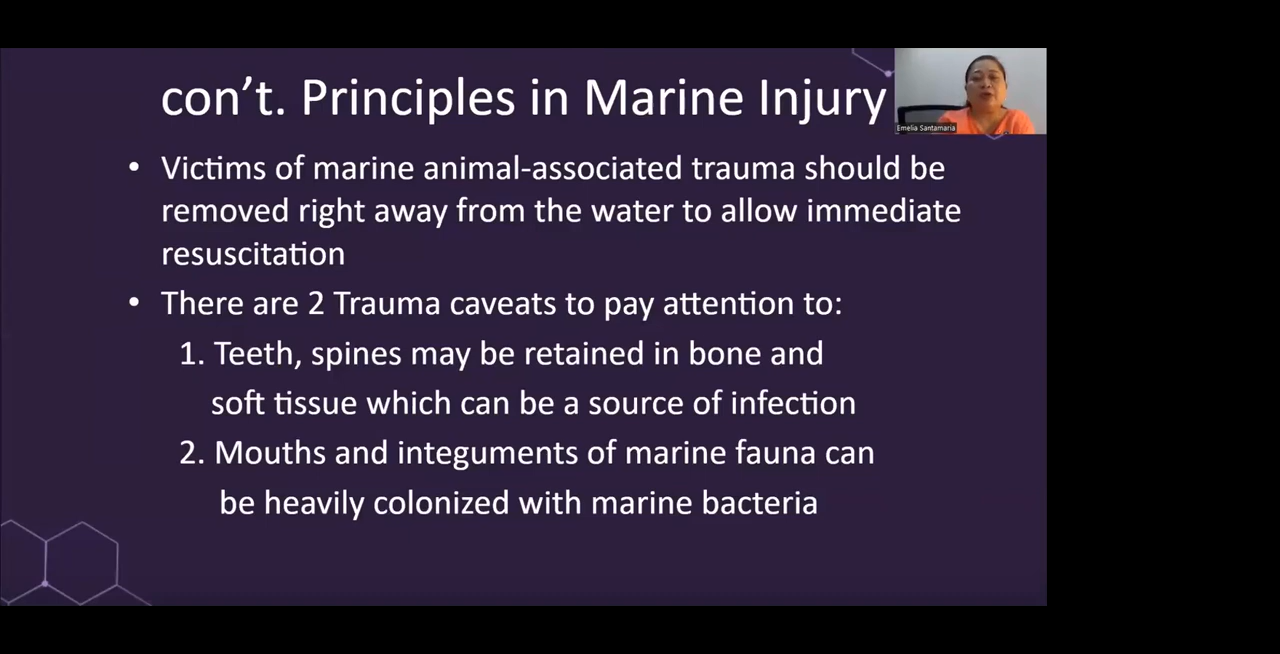 con't. Principles in Marine Injury
Emelia Santamaria
• Victims of marine animal-associated trauma should be
removed right away from the water to allow immediate
resuscitation
• There are 2 Trauma caveats to pay attention to:
1. Teeth, spines may be retained in bone and
soft tissue which can be a source of infection
2. Mouths and integuments of marine fauna can
be heavily colonized with marine bacteria